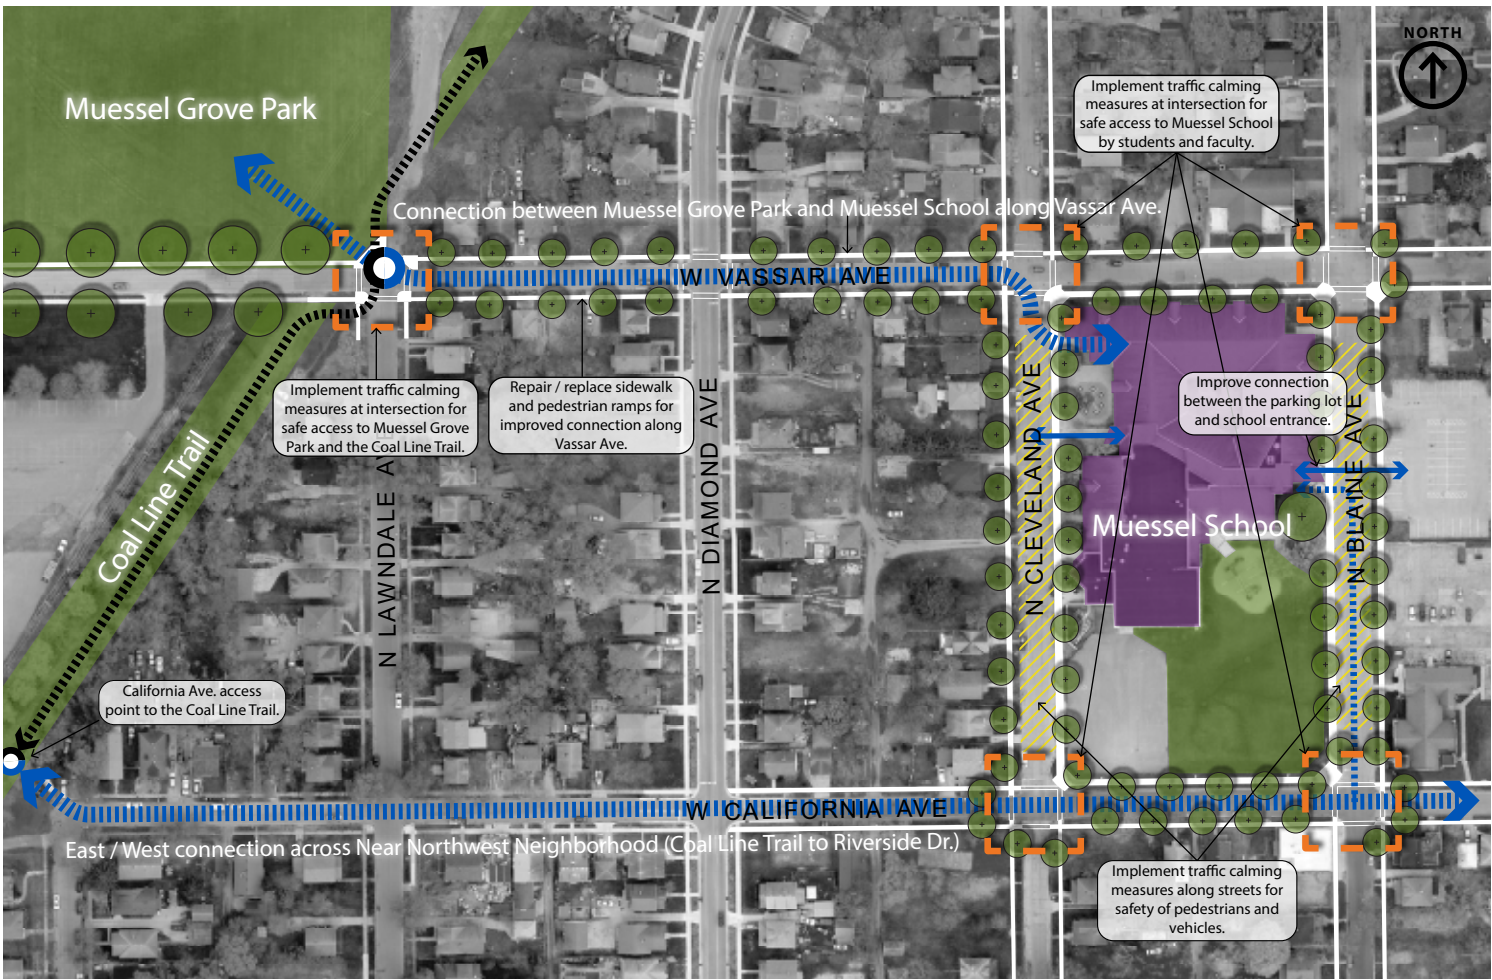 NORTH
Implement traffic calming
measures at intersection for
safe access to Muessel School
by students and faculty.
Muessel Grove Park
Connection between Muessel Grove Park and Muessel School along Vassar Ave.
W VASSAR AVE
Implement traffic calming
measures at intersection for
safe access to Muessel Grove
Park and the Coal Line Trail.
Repair / replace sidewalk
and pedestrian ramps for
improved connection along
Vassar Ave.
Improve connection
between the parking lot
and school entrance.
Coal Line Trail
N LAWNDALE A E
N DIAMOND AVE
N CLEVELAND AVE
Muessel School
N BLAINE AVE
California Ave. access
point to the Coal Line Trail.
W CALIFORNIA AVE
East / West connection across Near Northwest Neighborhood (Coal Line Trail to Riverside Dr.)
Implement traffic calming
measures along streets for
safety of pedestrians and
vehicles.